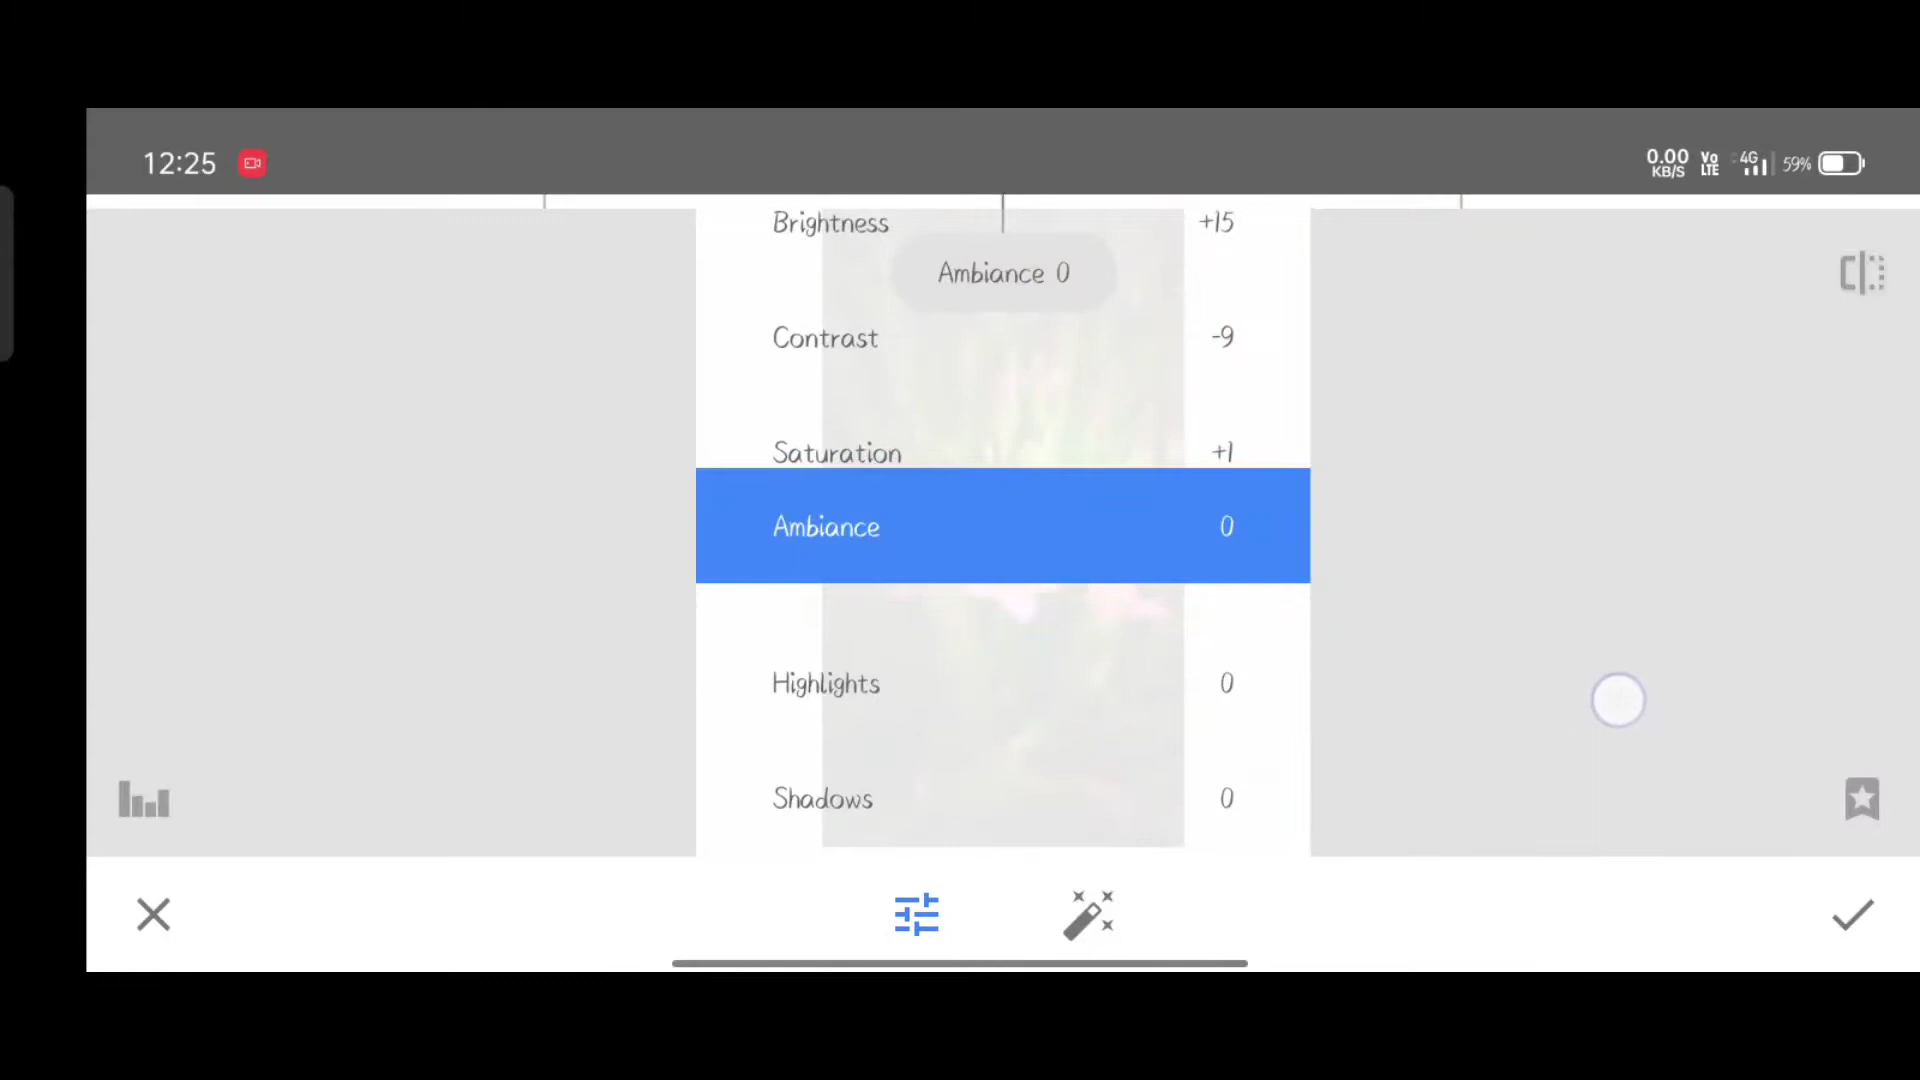 12:25
0.00 KB/S Vo LTE 4G 59%
Brightness +15
Ambiance 0
Contrast -9
Saturation +1
Ambiance 0
Highlights 0
Shadows 0